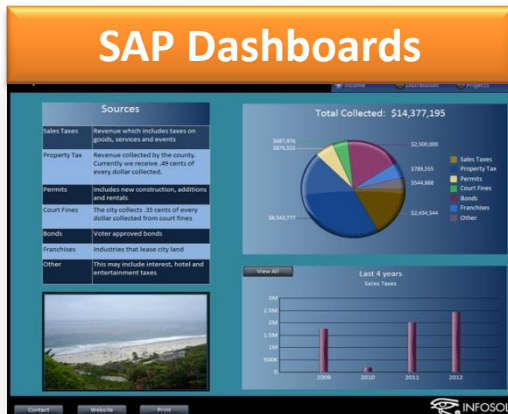 SAP Dashboards
Income
Distribution
Projects
Sources
Sales Taxes
Revenue which includes taxes on
goods, services and events
Property Tax
Revenue collected by the county.
Currently we receive .49 cents of
every dollar collected.
Permits
Includes new construction, additions
and rentals
Court Fines
The city collects .35 cents of every
dollar collected from court fines
Bonds
Voter approved bonds
Franchises
Industries that lease city land
Other
This may include interest, hotel and
entertainment taxes
Total Collected: $14,377,195
$2,500,000
$789,555
$544,888
$2,434,544
Sales Taxes
Property Tax
Permits
Court Fines
Bonds
Franchises
Other
View All
Last 4 years
Sales Taxes
3M
2.5M
2M
1.5M
1M
500K
0
2009
2010
2011
2012
Contact
Website
Print
INFOSOL